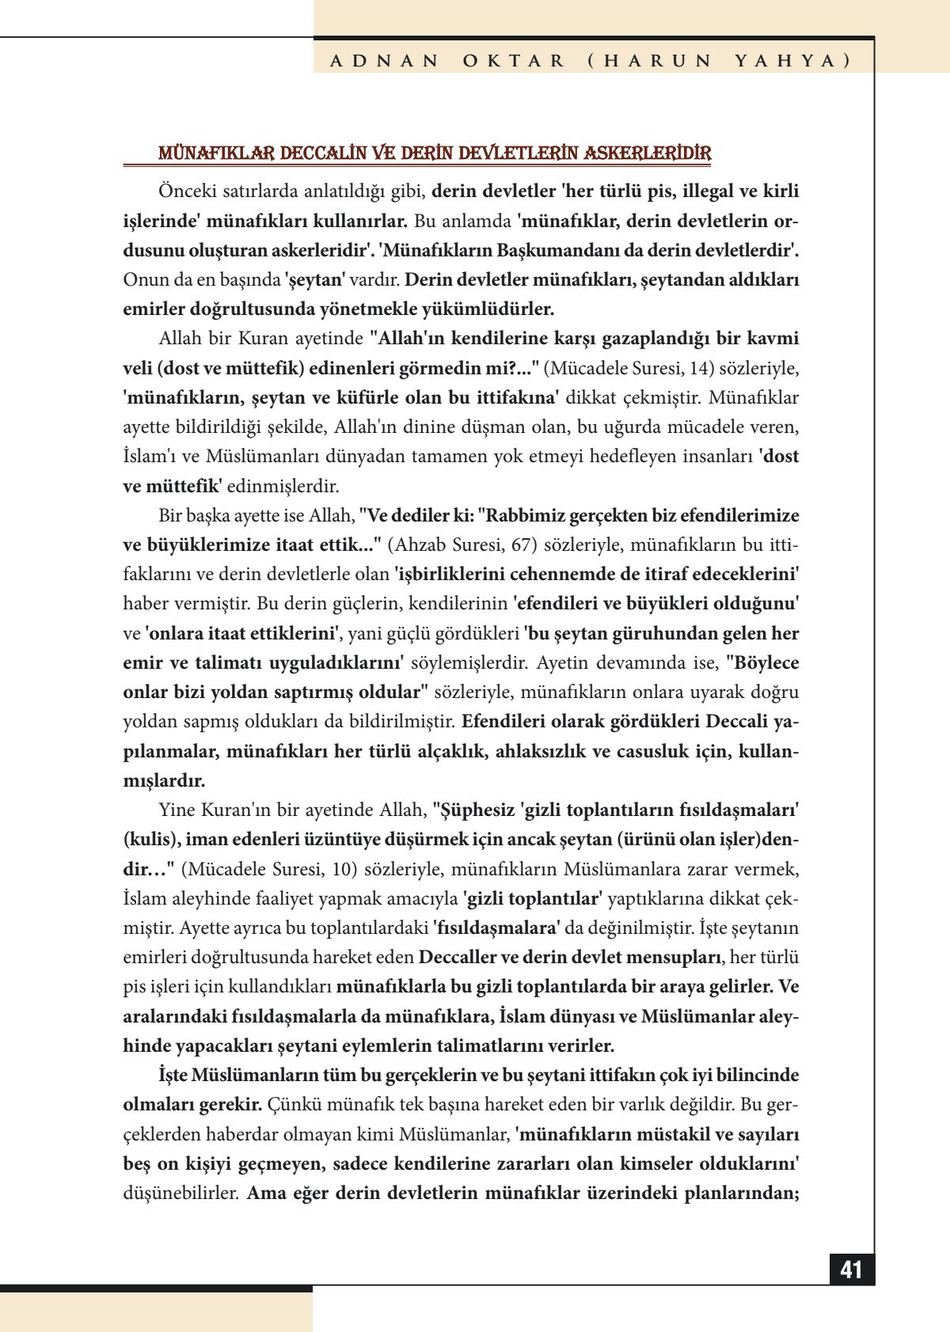 ADNAN OKTAR (HARUN YAHYA)
MÜNAFIKLAR DECCALİN VE DERİN DEVLETLERİN ASKERLERİDİR
Önceki satırlarda anlatıldığı gibi, derin devletler 'her türlü pis, illegal ve kirli
işlerinde' münafıkları kullanırlar. Bu anlamda 'münafıklar, derin devletlerin or-
dusunu oluşturan askerleridir'. 'Münafıkların Başkumandanı da derin devletlerdir'.
Onun da en başında 'şeytan' vardır. Derin devletler münafıkları, şeytandan aldıkları
emirler doğrultusunda yönetmekle yükümlüdürler.
Allah bir Kuran ayetinde "Allah'ın kendilerine karşı gazaplandığı bir kavmi
veli (dost ve müttefik) edinenleri görmedin mi?..." (Mücadele Suresi, 14) sözleriyle,
'münafıkların, şeytan ve küfürle olan bu ittifakına' dikkat çekmiştir. Münafıklar
ayette bildirildiği şekilde, Allah'ın dinine düşman olan, bu uğurda mücadele veren,
İslam'ı ve Müslümanları dünyadan tamamen yok etmeyi hedefleyen insanları 'dost
ve müttefik' edinmişlerdir.
Bir başka ayette ise Allah, "Ve dediler ki: "Rabbimiz gerçekten biz efendilerimize
ve büyüklerimize itaat ettik..." (Ahzab Suresi, 67) sözleriyle, münafıkların bu itti-
faklarını ve derin devletlerle olan 'işbirliklerini cehennemde de itiraf edeceklerini'
haber vermiştir. Bu derin güçlerin, kendilerinin 'efendileri ve büyükleri olduğunu'
ve 'onlara itaat ettiklerini', yani güçlü gördükleri 'bu şeytan güruhundan gelen her
emir ve talimatı uyguladıklarını' söylemişlerdir. Ayetin devamında ise, "Böylece
onlar bizi yoldan saptırmış oldular" sözleriyle, münafıkların onlara uyarak doğru
yoldan sapmış oldukları da bildirilmiştir. Efendileri olarak gördükleri Deccali ya-
pılanmalar, münafıkları her türlü alçaklık, ahlaksızlık ve casusluk için, kullan-
mışlardır.
Yine Kuran'ın bir ayetinde Allah, "Şüphesiz 'gizli toplantıların fısıldaşmaları'
(kulis), iman edenleri üzüntüye düşürmek için ancak şeytan (ürünü olan işler)den-
dir…" (Mücadele Suresi, 10) sözleriyle, münafıkların Müslümanlara zarar vermek,
İslam aleyhinde faaliyet yapmak amacıyla 'gizli toplantılar' yaptıklarına dikkat çek-
miştir. Ayette ayrıca bu toplantılardaki 'fısıldaşmalara' da değinilmiştir. İşte şeytanın
emirleri doğrultusunda hareket eden Deccaller ve derin devlet mensupları, her türlü
pis işleri için kullandıkları münafıklarla bu gizli toplantılarda bir araya gelirler. Ve
aralarındaki fısıldaşmalarla da münafıklara, İslam dünyası ve Müslümanlar aley-
hinde yapacakları şeytani eylemlerin talimatlarını verirler.
İşte Müslümanların tüm bu gerçeklerin ve bu şeytani ittifakın çok iyi bilincinde
olmaları gerekir. Çünkü münafık tek başına hareket eden bir varlık değildir. Bu ger-
çeklerden haberdar olmayan kimi Müslümanlar, 'münafıkların müstakil ve sayıları
beş on kişiyi geçmeyen, sadece kendilerine zararları olan kimseler olduklarını'
düşünebilirler. Ama eğer derin devletlerin münafıklar üzerindeki planlarından;
41